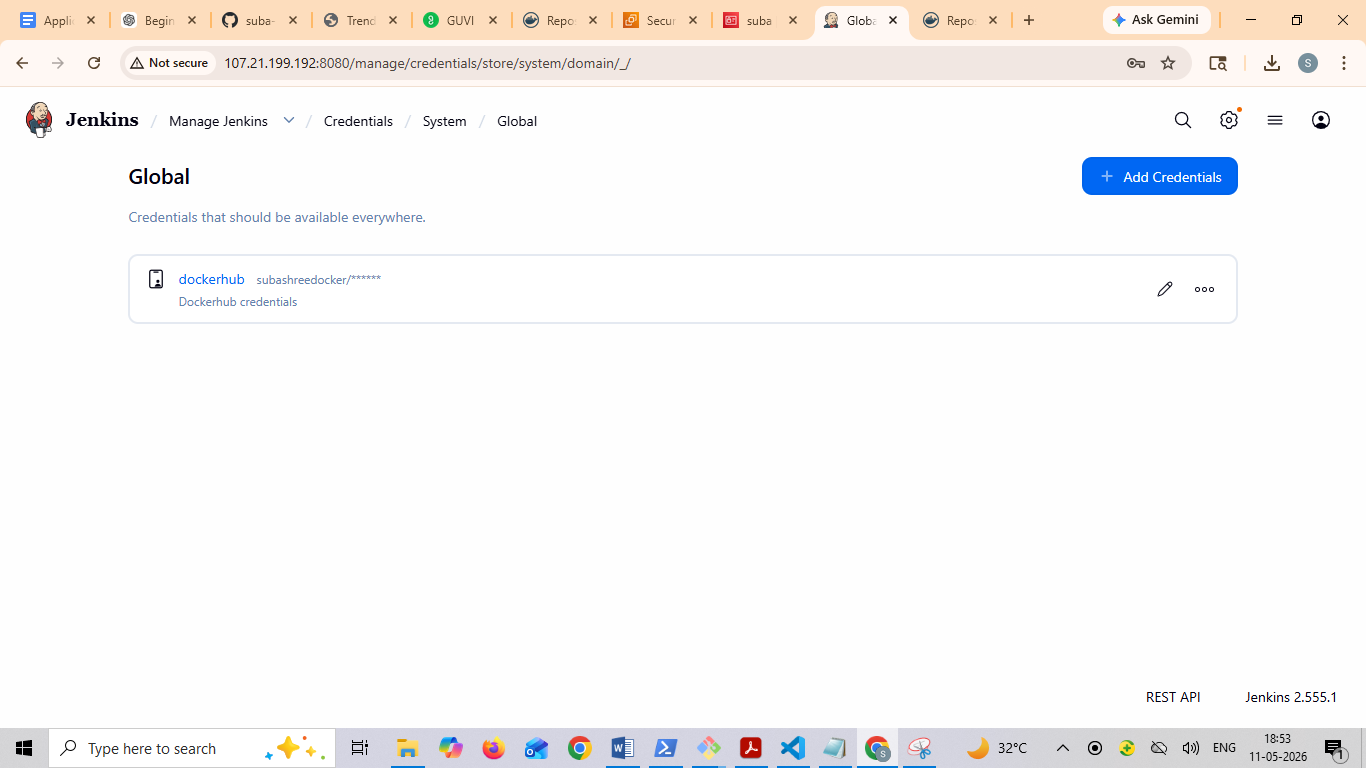 Appli
Begin
suba-
Trend
GUVI
Repos
Secur
suba
Globa
Repos
Ask Gemini
Not secure
107.21.199.192:8080/manage/credentials/store/system/domain/_/
S
Jenkins / Manage Jenkins / Credentials / System / Global
Global
+ Add Credentials
Credentials that should be available everywhere.
dockerhub subashreedocker/******
Dockerhub credentials
REST API
Jenkins 2.555.1
Type here to search
32°C
ENG
18:53
11-05-2026
1